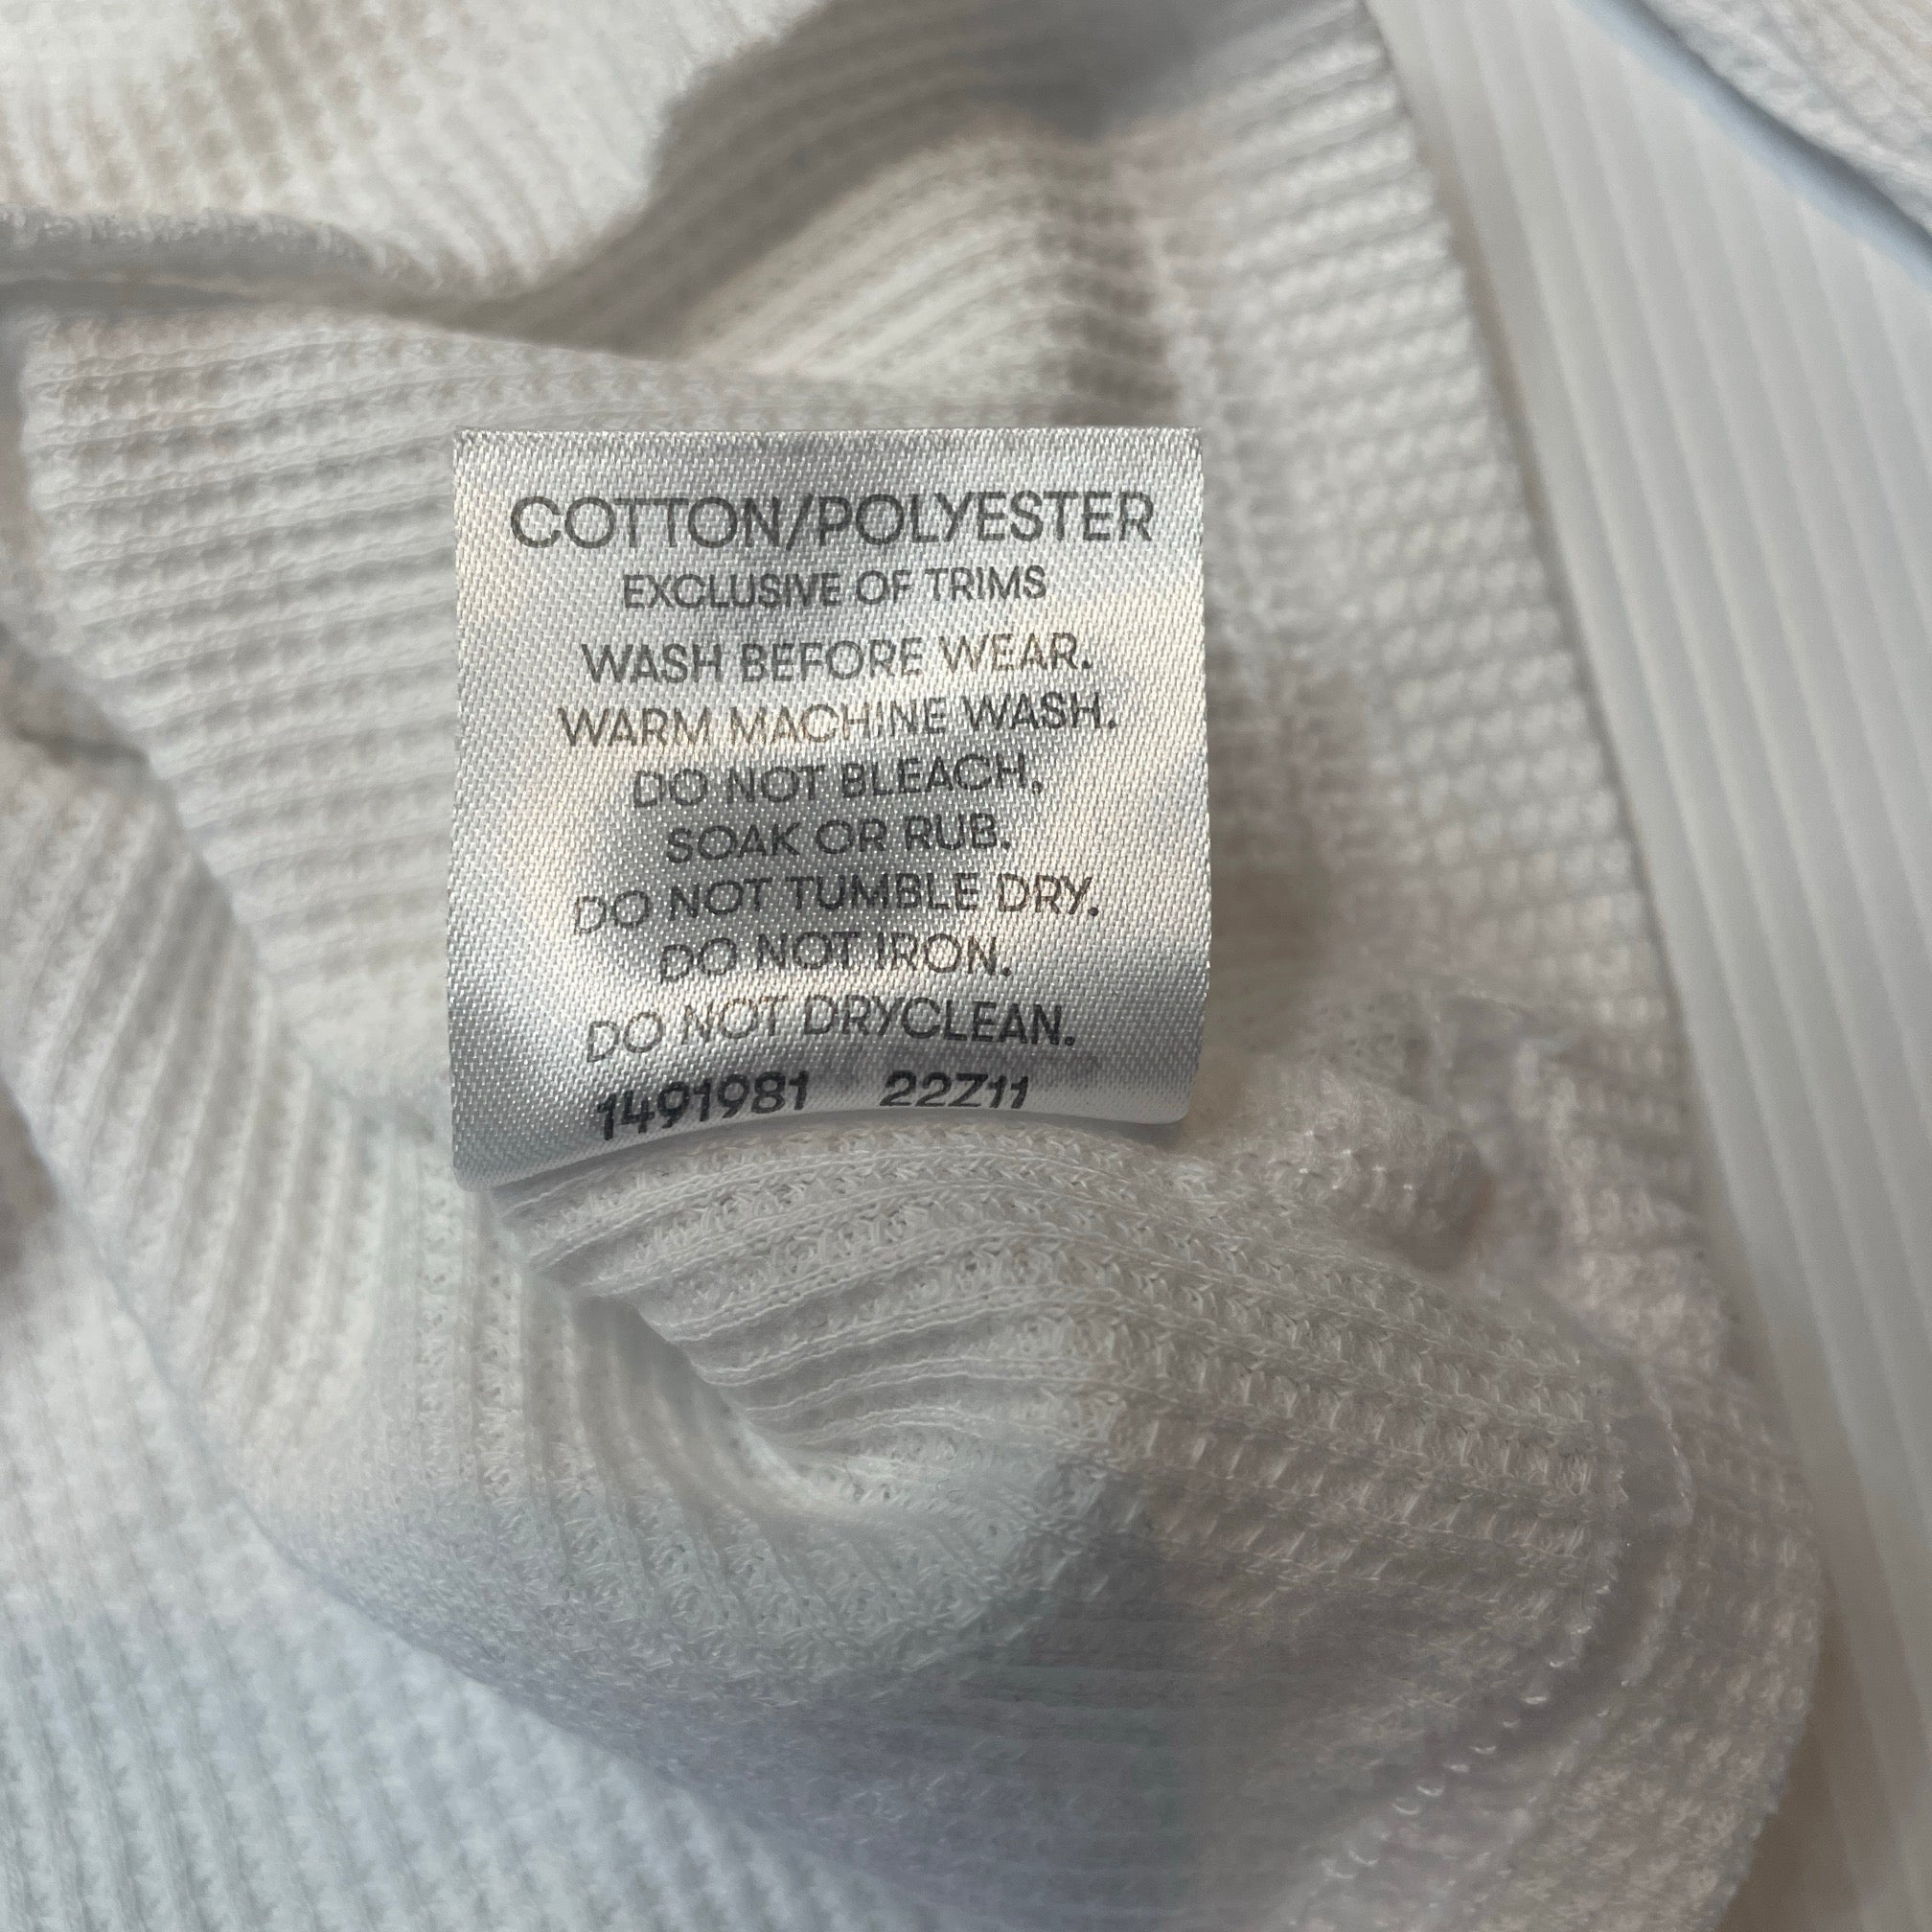 COTTON/POLYESTER
EXCLUSIVE OF TRIMS
WASH BEFORE WEAR.
WARM MACHINE WASH.
DO NOT BLEACH,
SOAK OR RUB.
DO NOT TUMBLE DRY.
DO NOT IRON.
DO NOT DRYCLEAN.
1491981 22Z11